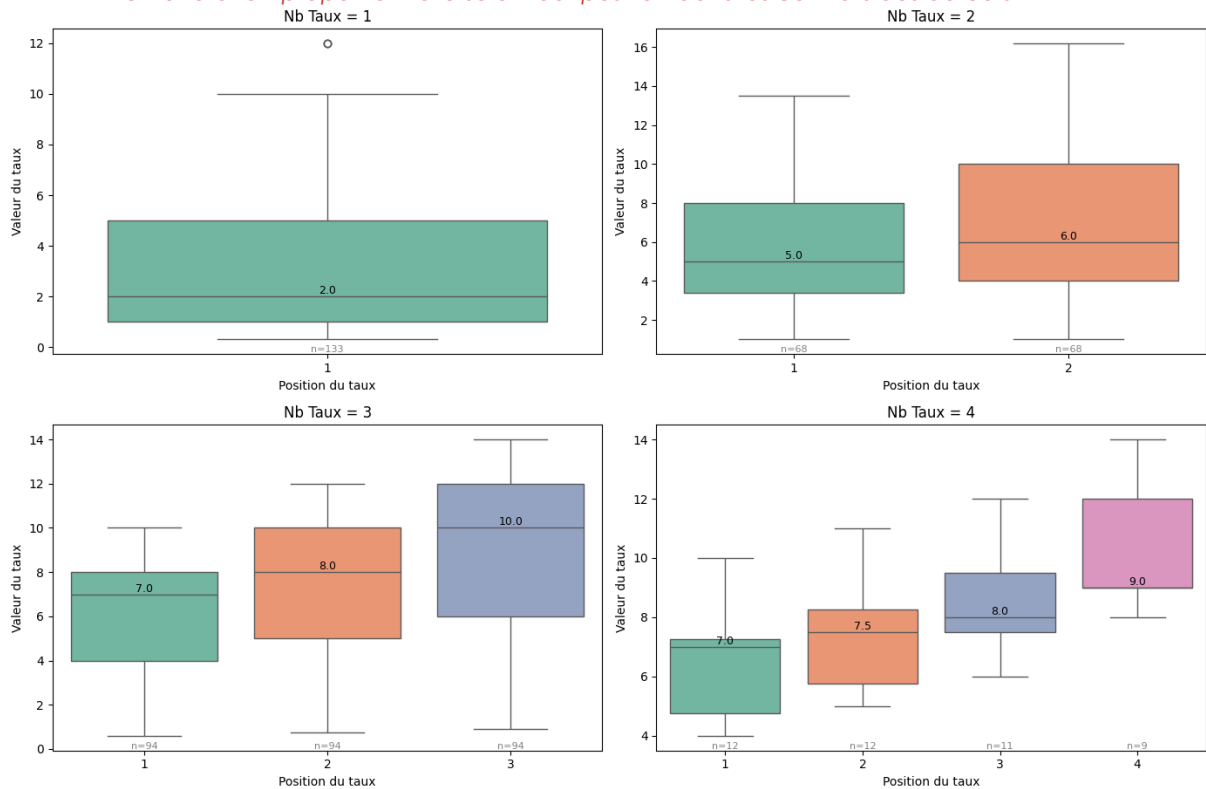 Nb Taux = 1
Valeur du taux
12
10
8
6
4
2
0
2.0
n=133
1
Position du taux
Nb Taux = 2
Valeur du taux
16
14
12
10
8
6
4
2
5.0
6.0
n=68
n=68
1
2
Position du taux
Nb Taux = 3
Valeur du taux
14
12
10
8
6
4
2
0
7.0
8.0
10.0
n=94
n=94
n=94
1
2
3
Position du taux
Nb Taux = 4
Valeur du taux
14
12
10
8
6
4
7.0
7.5
8.0
9.0
n=12
n=12
n=11
n=9
1
2
3
4
Position du taux